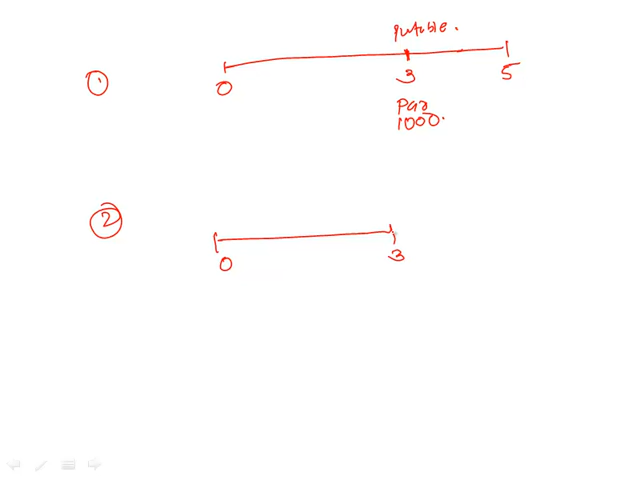 putable.
①
0 3 5
Par
1000.
②
0 3